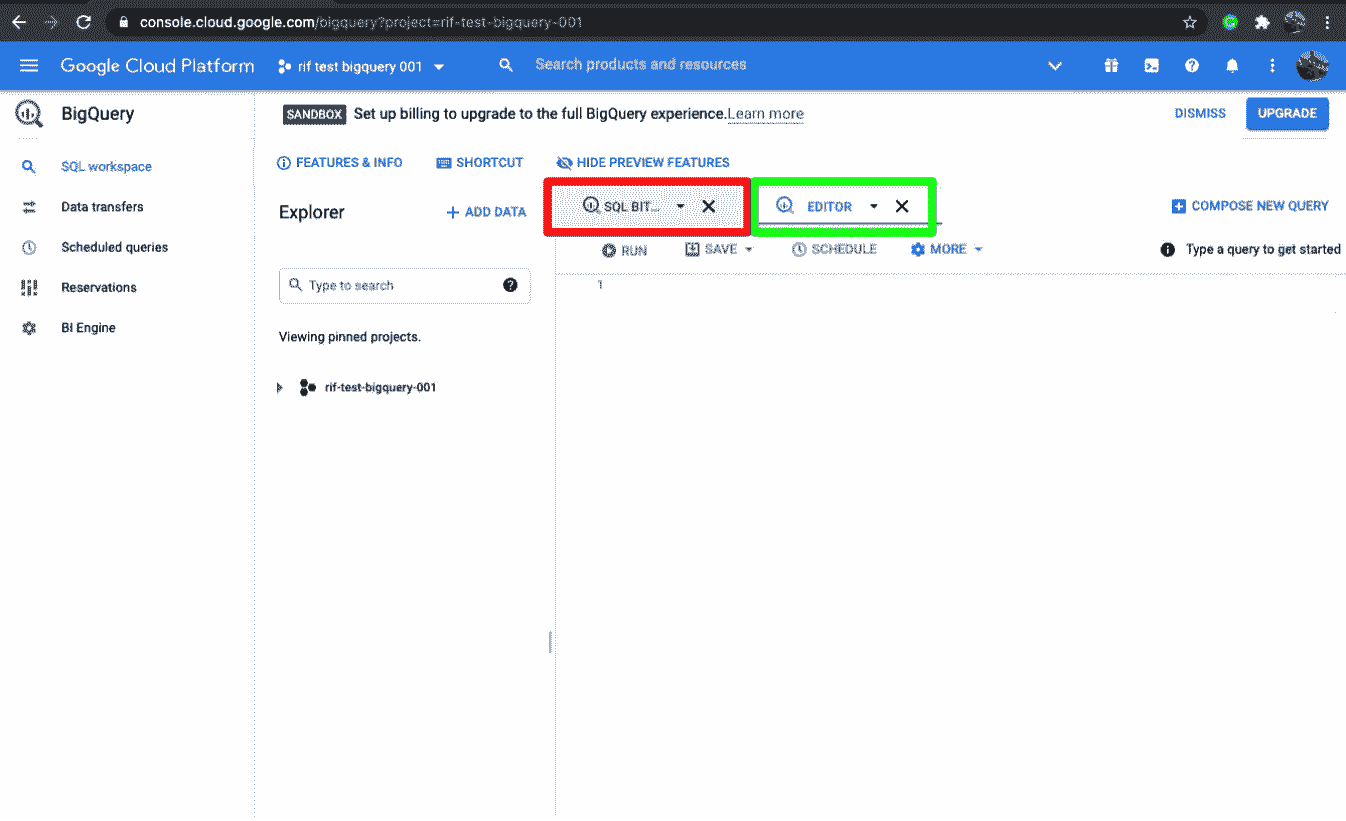 console.cloud.google.com/bigquery?project=rif-test-bigquery-001
Google Cloud Platform
rif test bigquery 001
Search products and resources
BigQuery
SANDBOX Set up billing to upgrade to the full BigQuery experience. Learn more
DISMISS
UPGRADE
SQL workspace
Data transfers
Scheduled queries
Reservations
BI Engine
FEATURES & INFO
SHORTCUT
HIDE PREVIEW FEATURES
Explorer
ADD DATA
Type to search
Viewing pinned projects.
rif-test-bigquery-001
SQL BIT...
EDITOR
COMPOSE NEW QUERY
RUN
SAVE
SCHEDULE
MORE
Type a query to get started
1